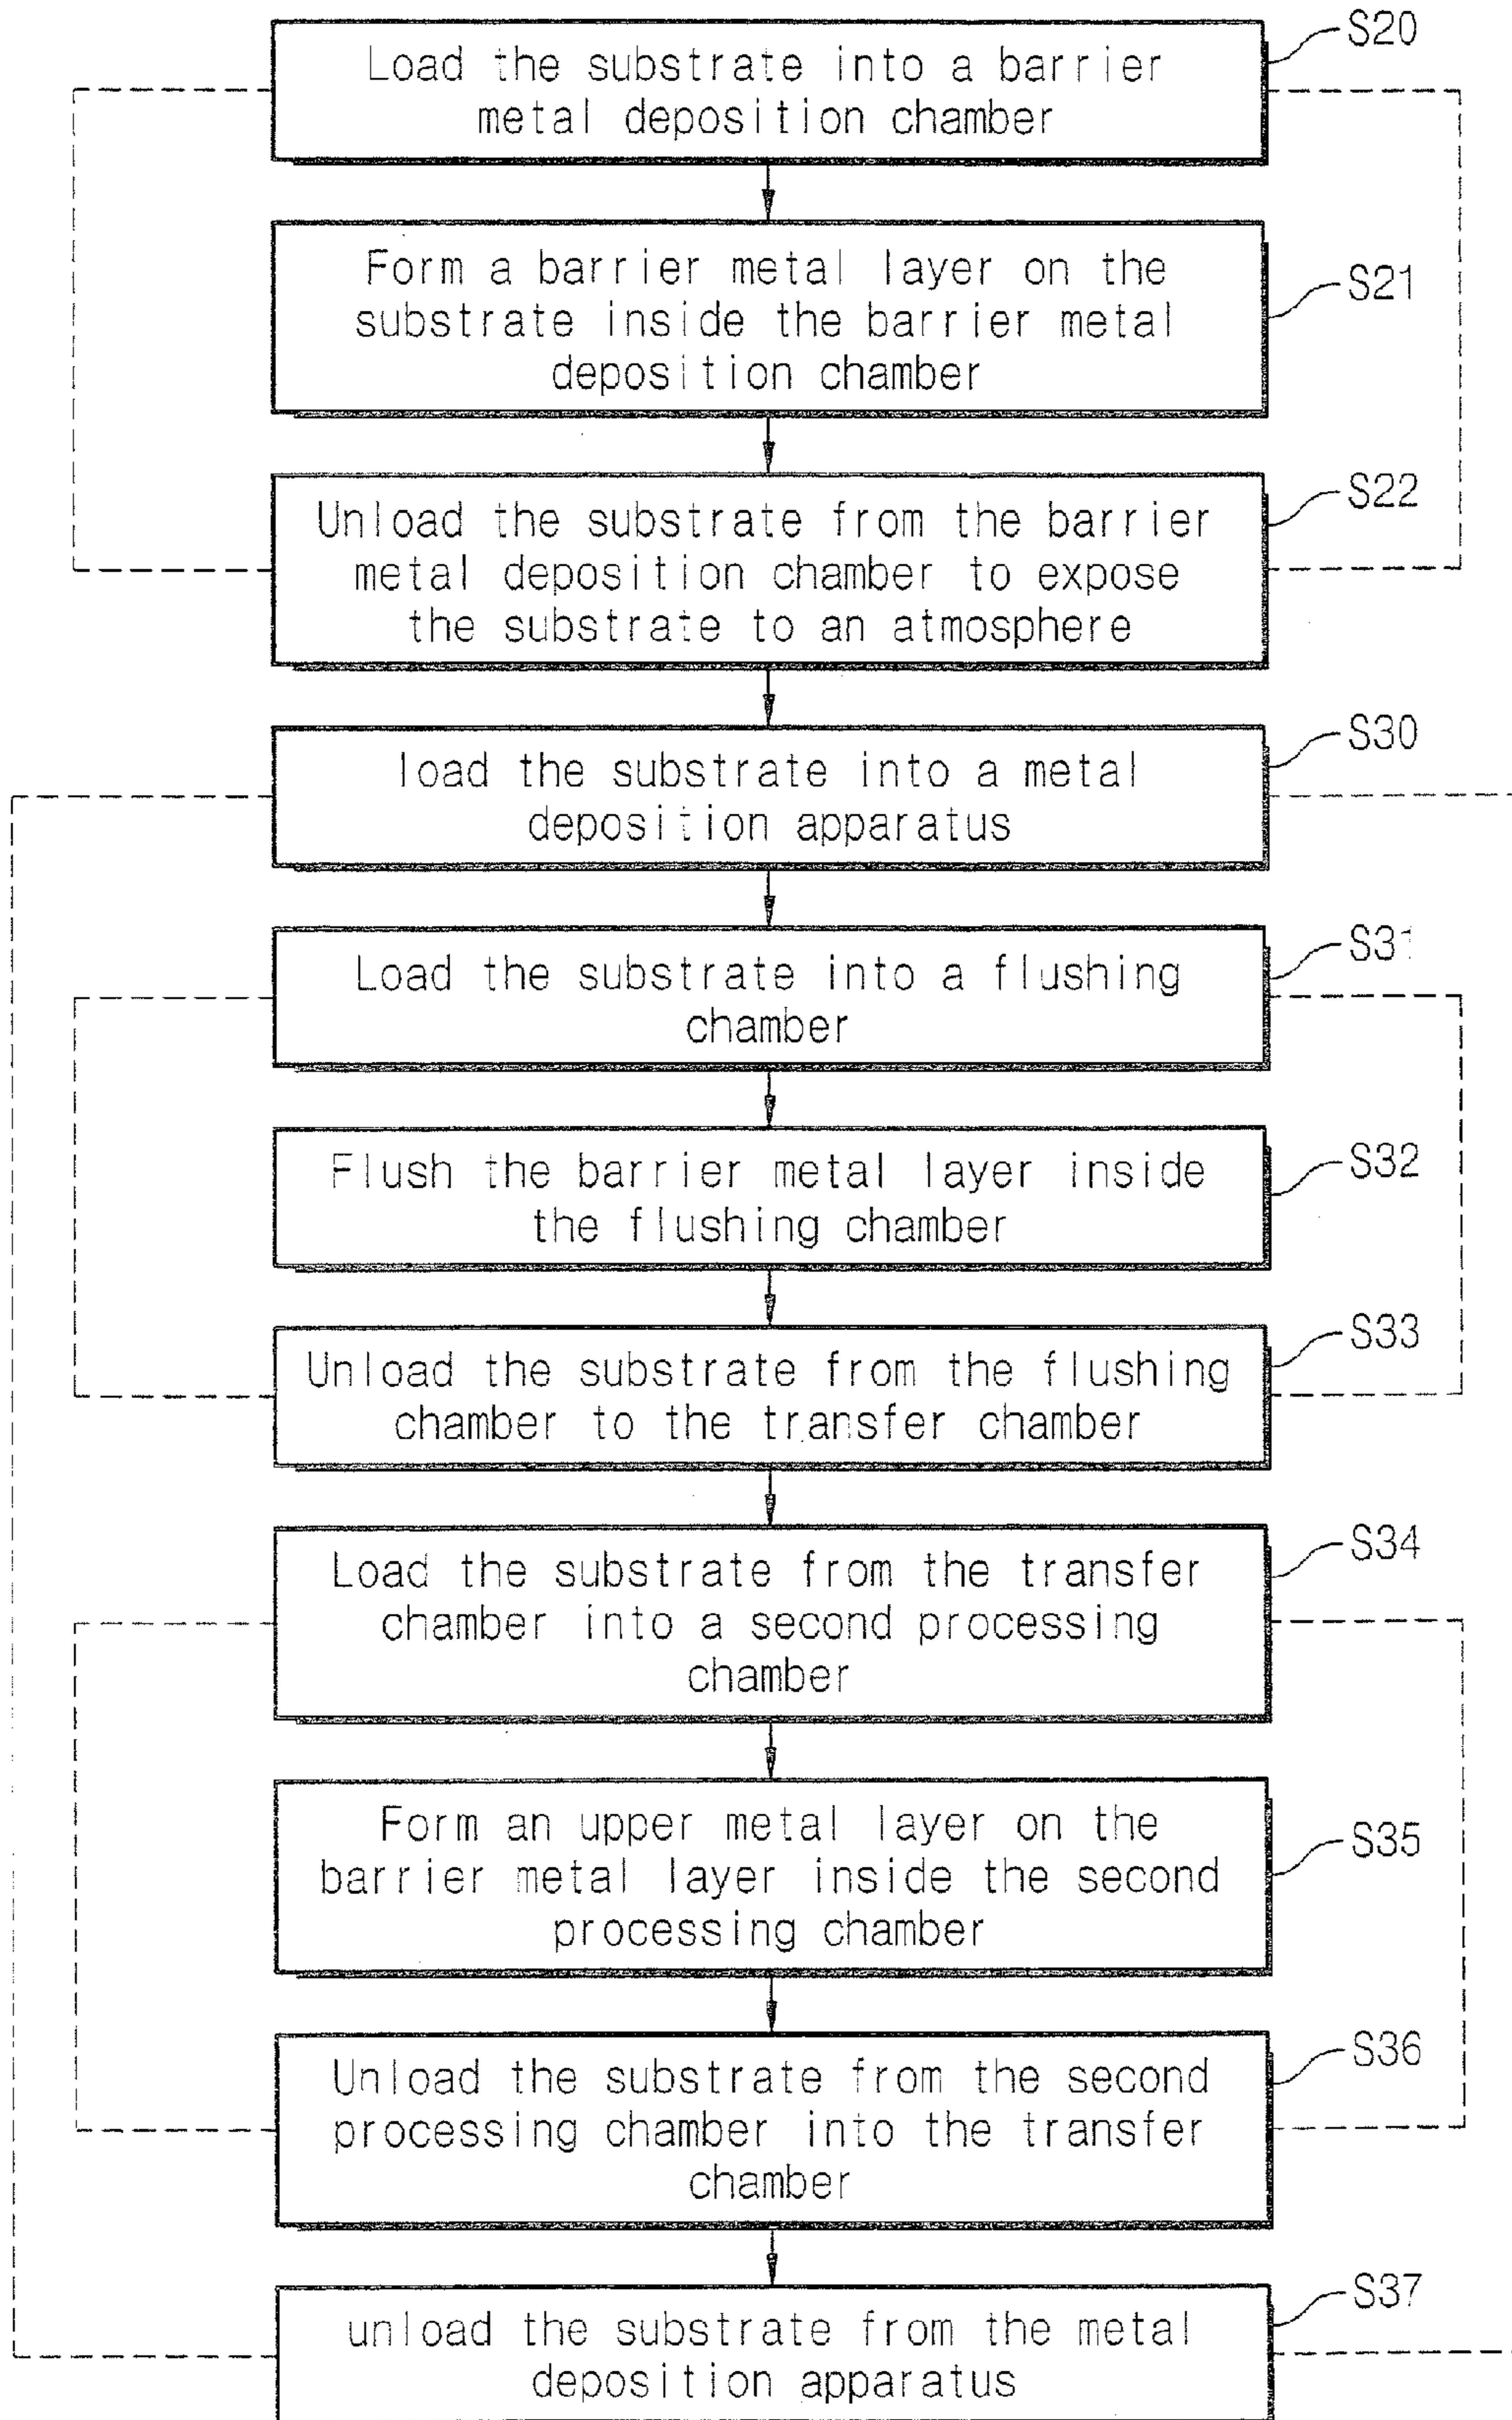 S20
Load the substrate into a barrier
metal deposition chamber
Form a barrier metal layer on the
substrate inside the barrier metal
deposition chamber
S21
Unload the substrate from the barrier
metal deposition chamber to expose
the substrate to an atmosphere
S22
load the substrate into a metal
deposition apparatus
S30
Load the substrate into a flushing
chamber
S31
Flush the barrier metal layer inside
the flushing chamber
S32
Unload the substrate from the flushing
chamber to the transfer chamber
S33
Load the substrate from the transfer
chamber into a second processing
chamber
S34
Form an upper metal layer on the
barrier metal layer inside the second
processing chamber
S35
Unload the substrate from the second
processing chamber into the transfer
chamber
S36
unload the substrate from the metal
deposition apparatus
S37